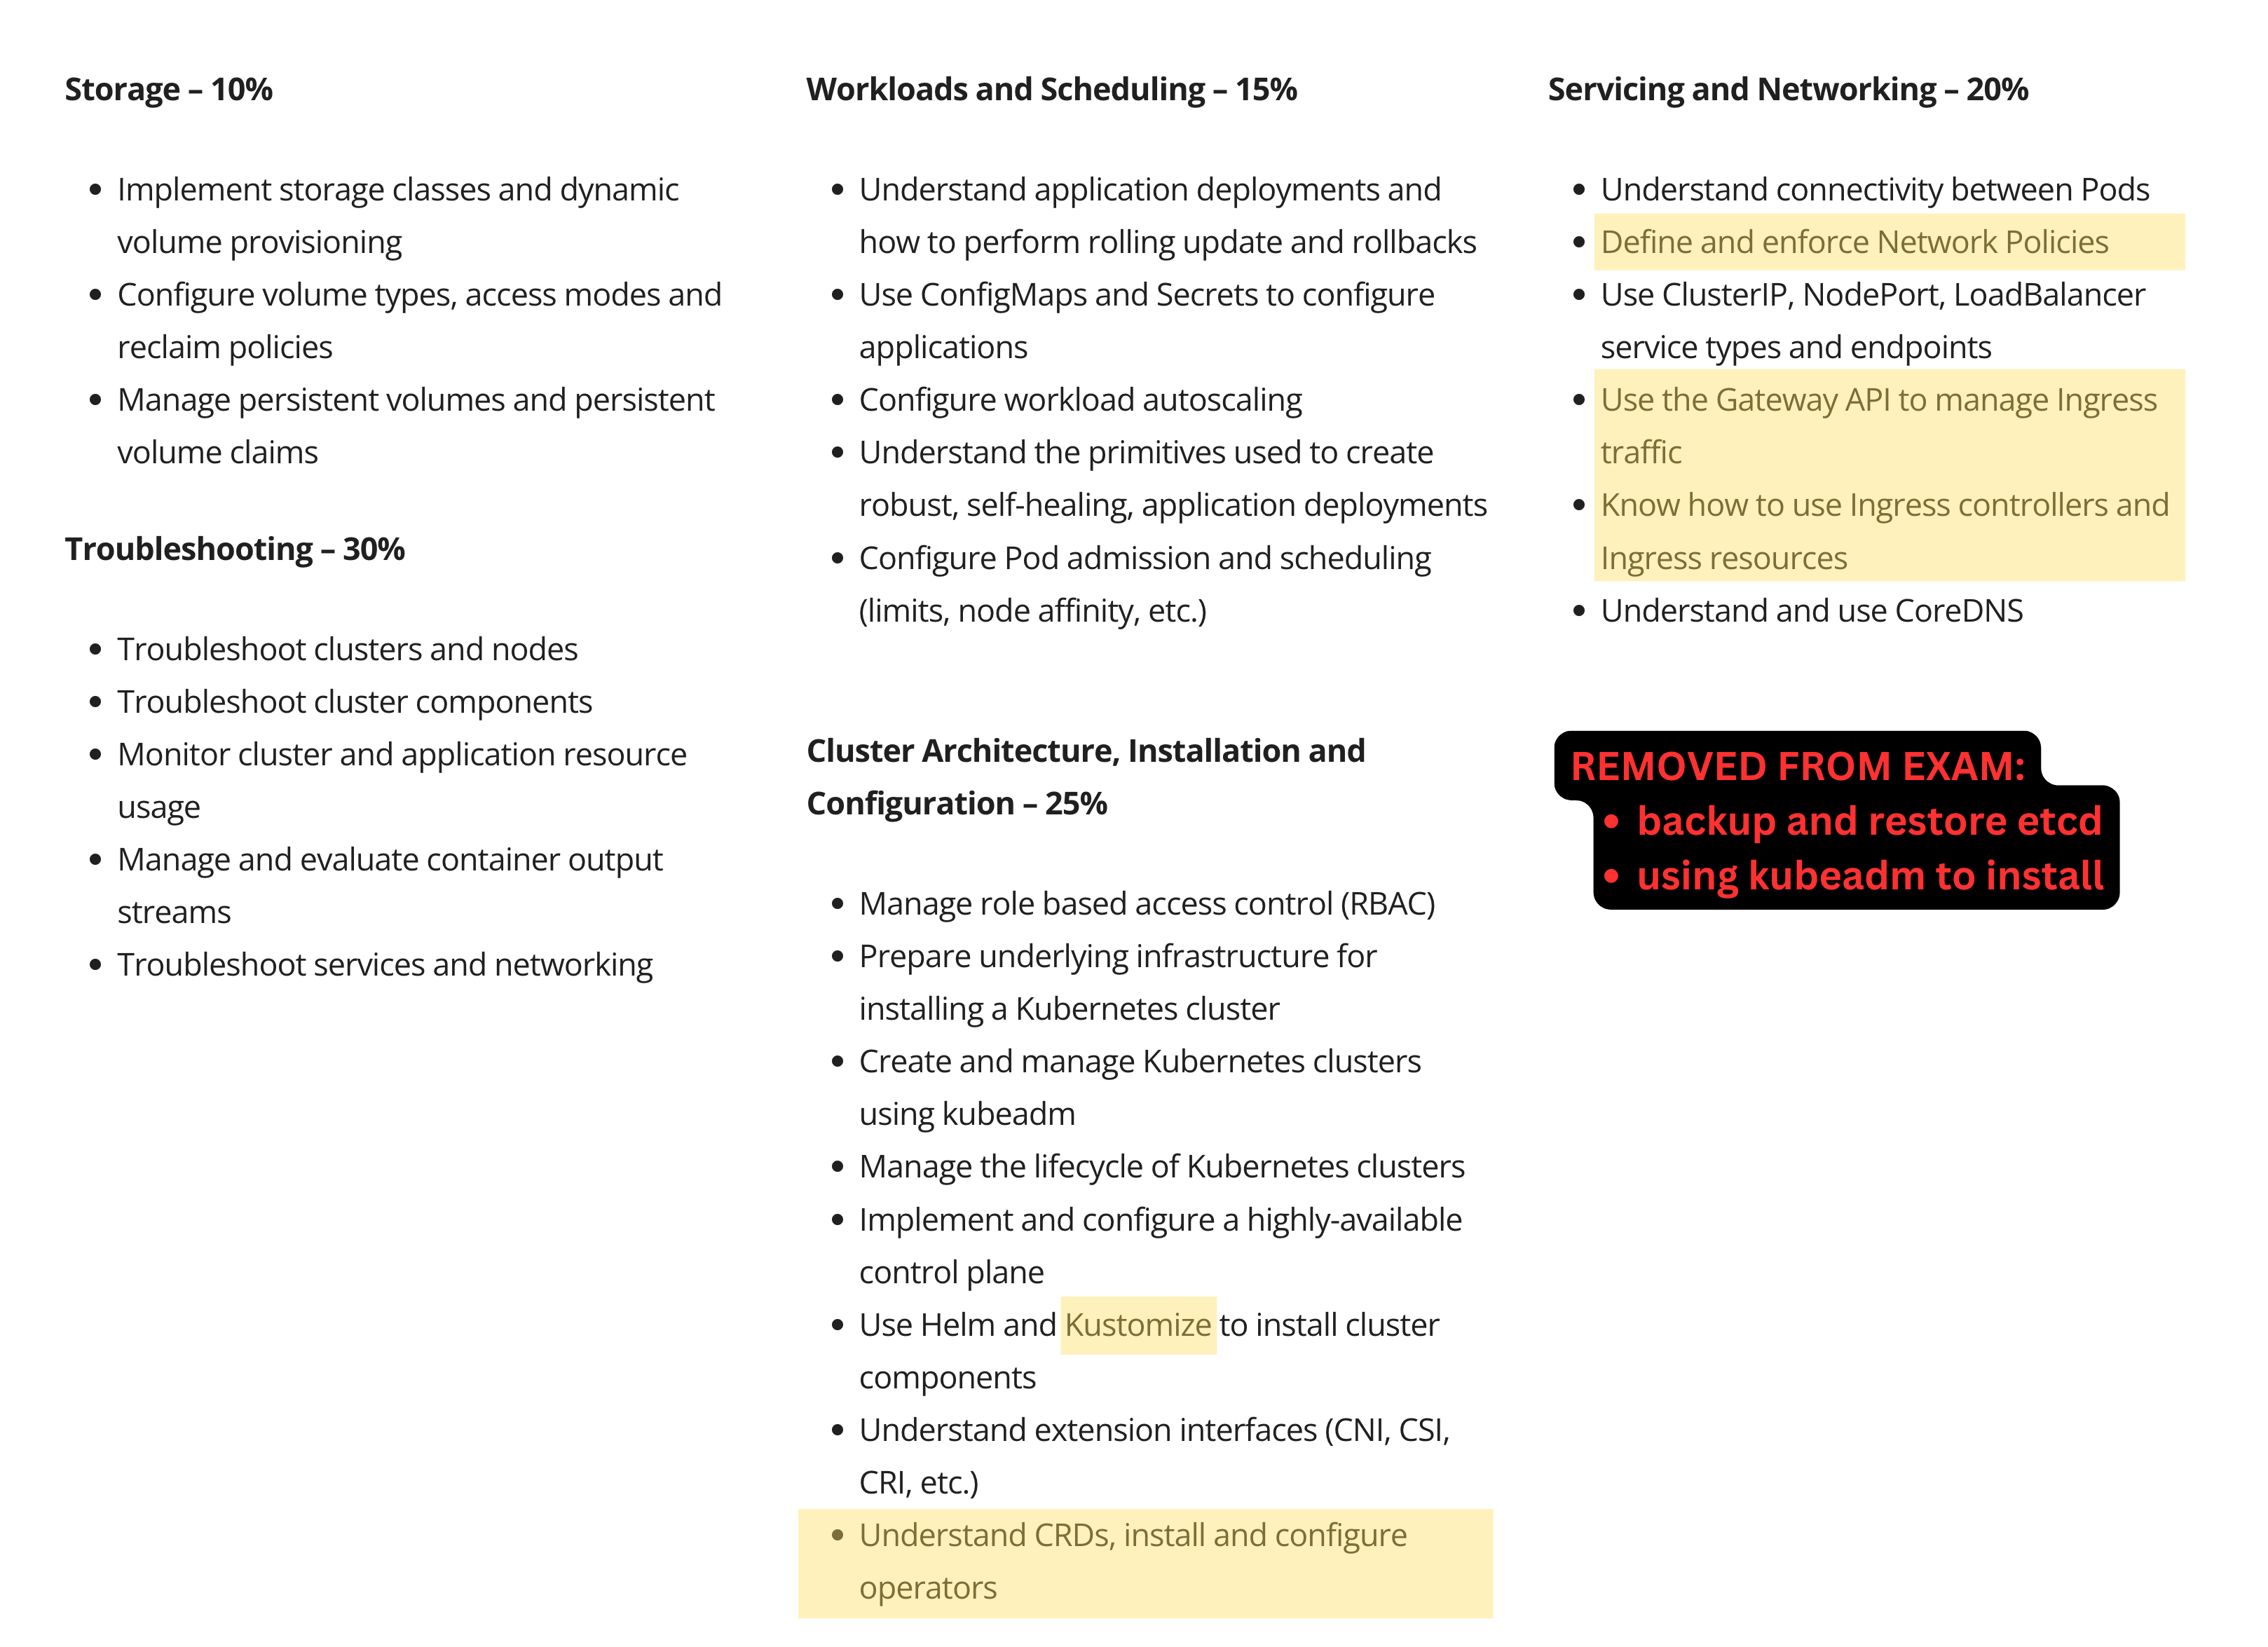 Storage – 10%
• Implement storage classes and dynamic
volume provisioning
• Configure volume types, access modes and
reclaim policies
• Manage persistent volumes and persistent
volume claims
Troubleshooting – 30%
• Troubleshoot clusters and nodes
• Troubleshoot cluster components
• Monitor cluster and application resource
usage
• Manage and evaluate container output
streams
• Troubleshoot services and networking
Workloads and Scheduling – 15%
• Understand application deployments and
how to perform rolling update and rollbacks
• Use ConfigMaps and Secrets to configure
applications
• Configure workload autoscaling
• Understand the primitives used to create
robust, self-healing, application deployments
• Configure Pod admission and scheduling
(limits, node affinity, etc.)
Cluster Architecture, Installation and
Configuration – 25%
• Manage role based access control (RBAC)
• Prepare underlying infrastructure for
installing a Kubernetes cluster
• Create and manage Kubernetes clusters
using kubeadm
• Manage the lifecycle of Kubernetes clusters
• Implement and configure a highly-available
control plane
• Use Helm and Kustomize to install cluster
components
• Understand extension interfaces (CNI, CSI,
CRI, etc.)
• Understand CRDs, install and configure
operators
Servicing and Networking – 20%
• Understand connectivity between Pods
• Define and enforce Network Policies
• Use ClusterIP, NodePort, LoadBalancer
service types and endpoints
• Use the Gateway API to manage Ingress
traffic
• Know how to use Ingress controllers and
Ingress resources
• Understand and use CoreDNS
REMOVED FROM EXAM:
• backup and restore etcd
• using kubeadm to install